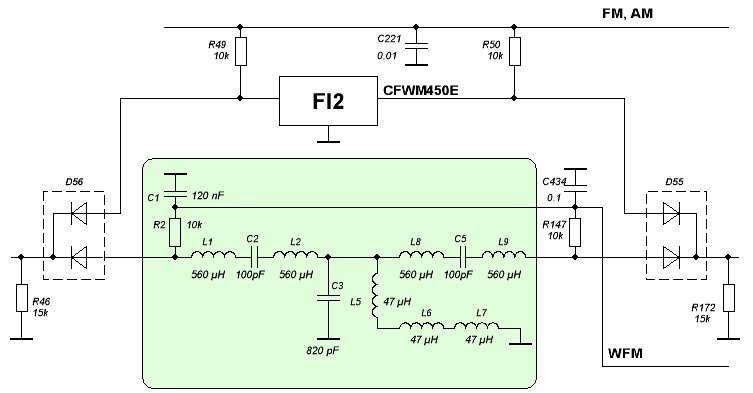 FM, AM
R49
10k
C221
0.01
R50
10k
FI2
CFWM450E
D56
D55
C1
120 nF
C434
0.1
R2
10k
R147
10k
L1
C2
L2
L8
C5
L9
560 µH
100pF
560 µH
560 µH
100pF
560 µH
C3
L5
47 µH
R46
15k
L6
L7
R172
15k
47 µH
47 µH
820 pF
WFM